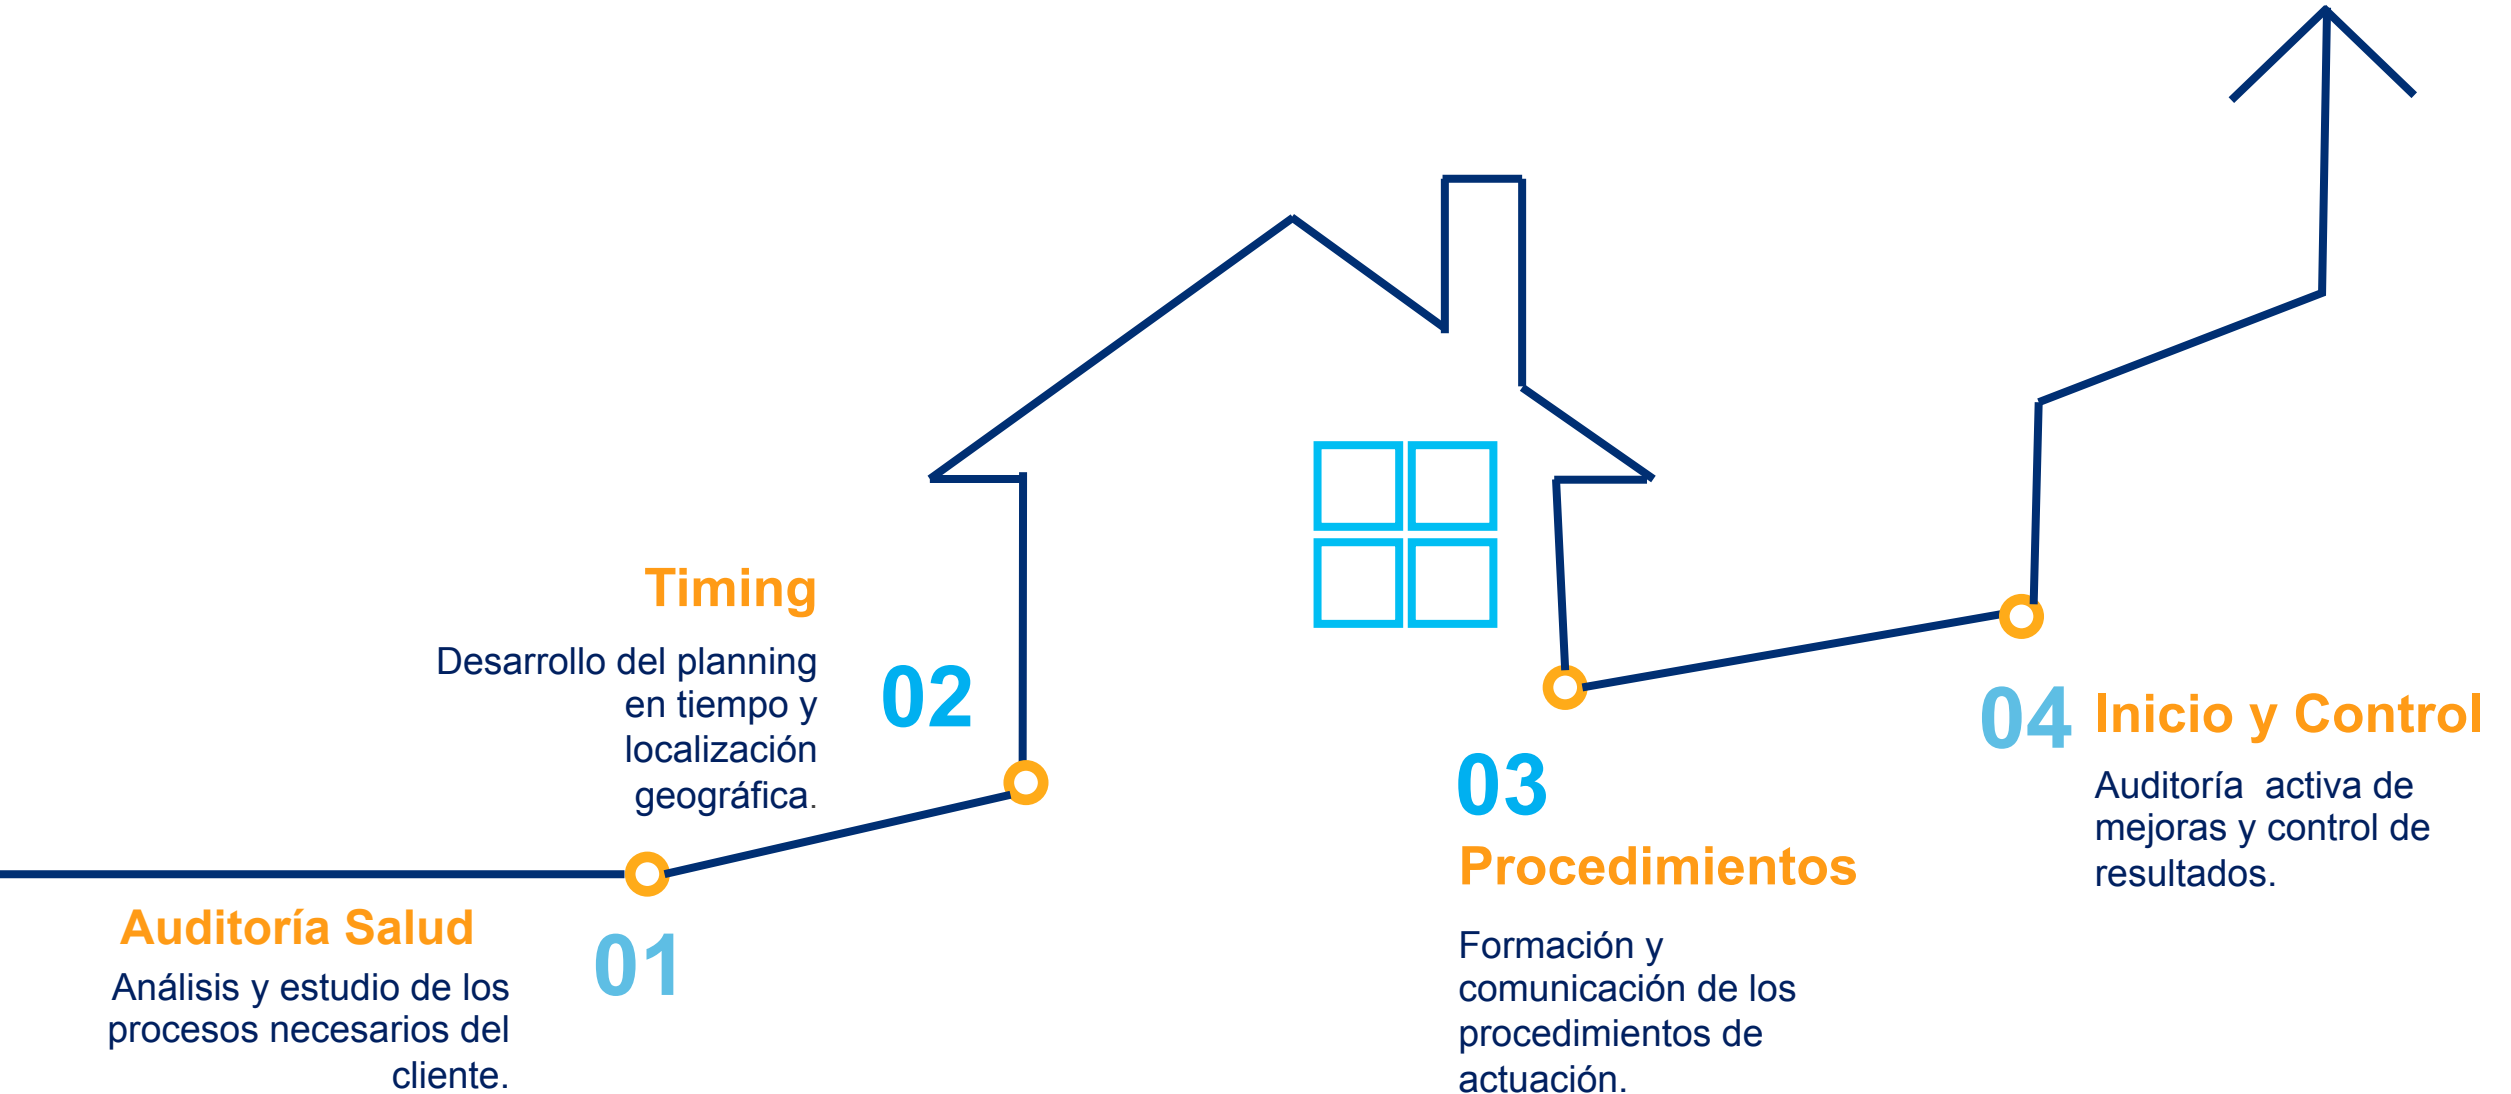 01
Auditoría Salud
Análisis y estudio de los
procesos necesarios del
cliente.
02
Timing
Desarrollo del planning
en tiempo y
localización
geográfica.
03
Procedimientos
Formación y
comunicación de los
procedimientos de
actuación.
04
Inicio y Control
Auditoría  activa de
mejoras y control de
resultados.